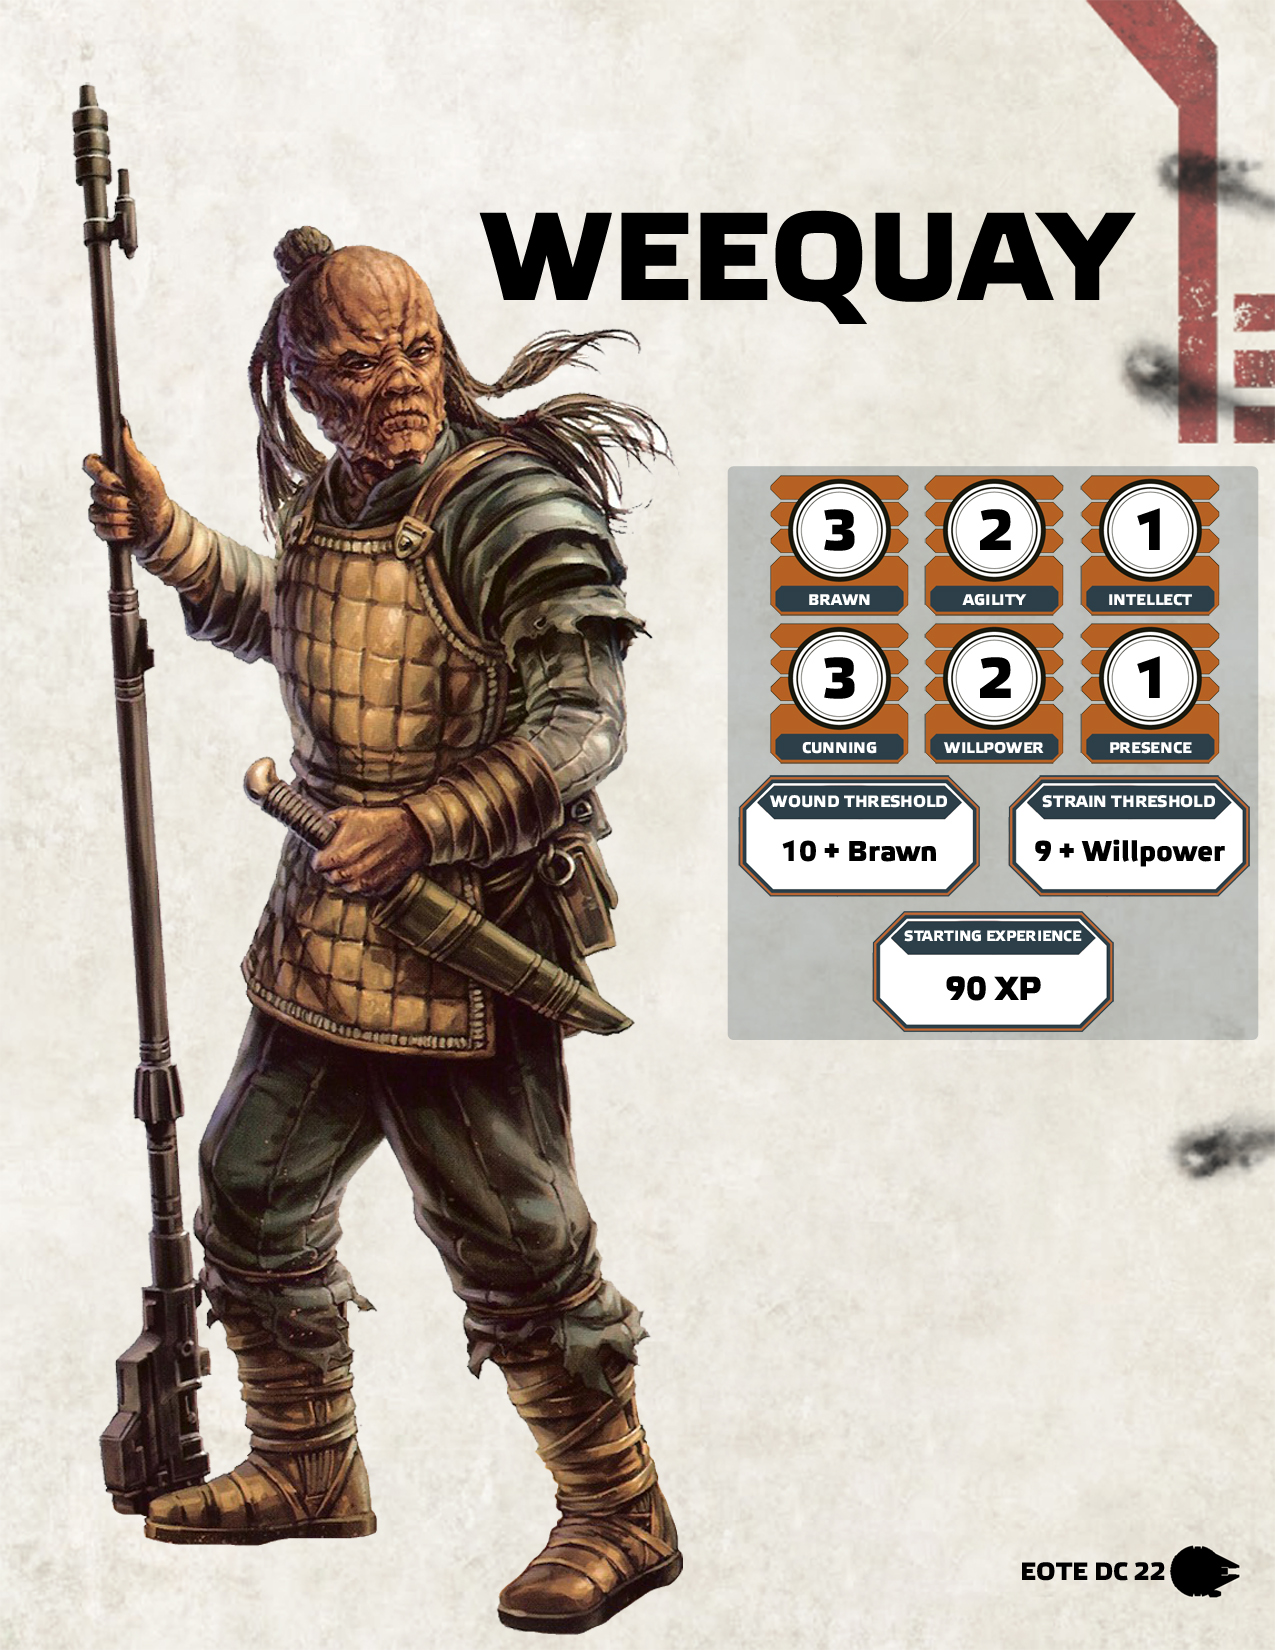 WEEQUAY
3 2 1
BRAWN AGILITY INTELLECT
3 2 1
CUNNING WILLPOWER PRESENCE
WOUND THRESHOLD STRAIN THRESHOLD
10 + Brawn 9 + Willpower
STARTING EXPERIENCE
90 XP
EOTE DC 22